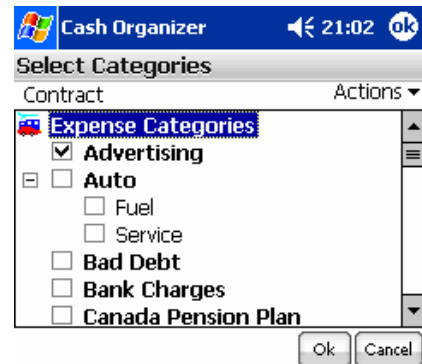 Cash Organizer 21:02 ok
Select Categories
Contract Actions
Expense Categories
Advertising
Auto
Fuel
Service
Bad Debt
Bank Charges
Canada Pension Plan
Ok Cancel